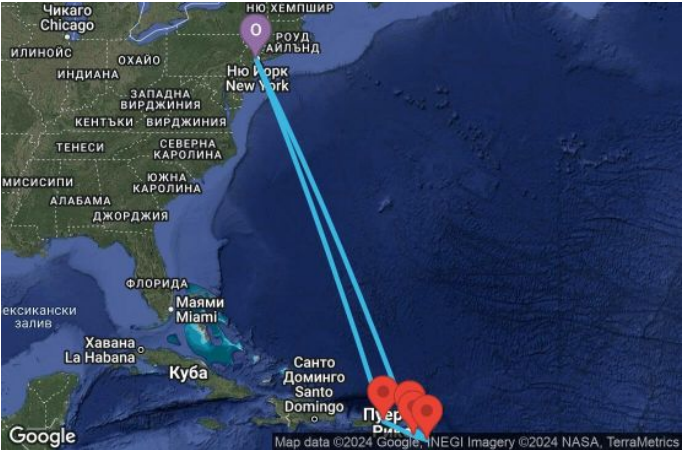 НЮ ХЕМПШИР
Чикаго
Chicago
O
РОУД
АЙЛЪНД
ИЛИНОЙС
ОХАЙО
ИНДИАНА
Ню Йорк
New York
ЗАПАДНА
ВИРДЖИНИЯ
КЕНТЪКИ
ВИРДЖИНИЯ
ТЕНЕСИ
СЕВЕРНА
КАРОЛИНА
МИСИСИПИ
ЮЖНА
КАРОЛИНА
АЛАБАМА
ДЖОРДЖИЯ
ФЛОРИДА
Маями
Miami
ексикански
залив
Хавана
La Habana
Куба
Санто
Доминго
Santo
Domingo
Пуер
Рико
Google
Map data ©2024 Google, INEGI Imagery ©2024 NASA, TerraMetrics